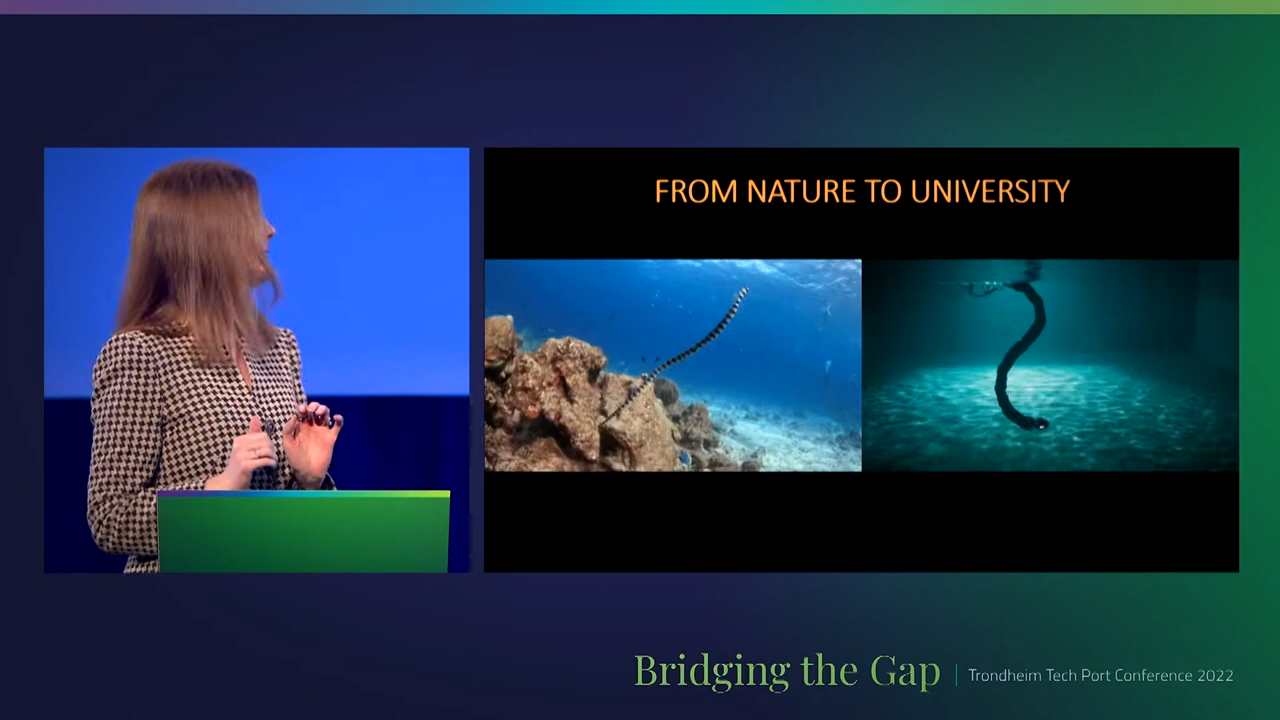 FROM NATURE TO UNIVERSITY
Bridging the Gap | Trondheim Tech Port Conference 2022